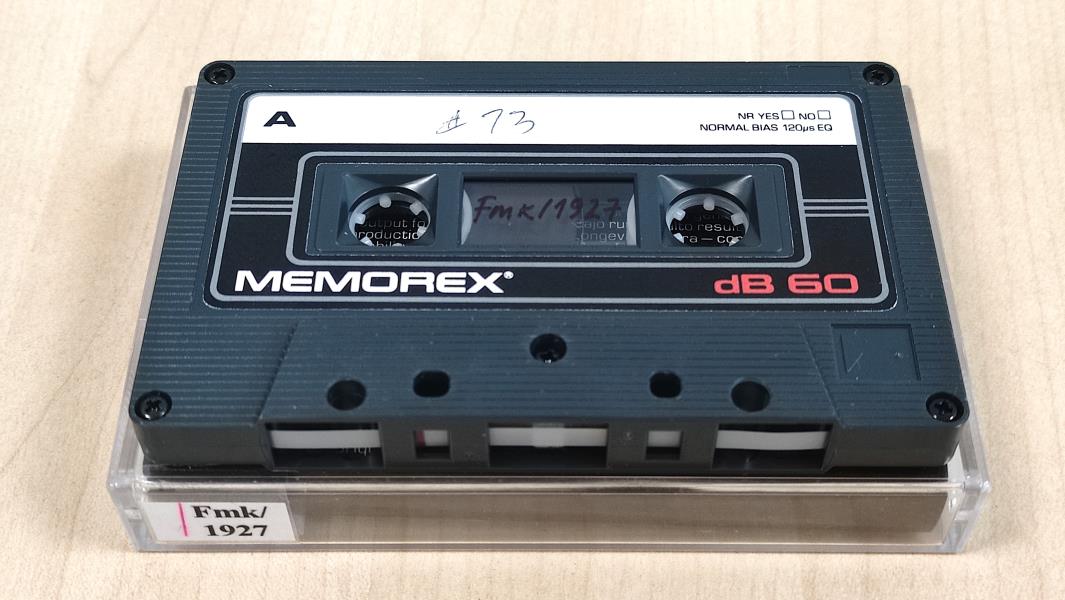 A
# 73
NR YES☐ NO☐
NORMAL BIAS 120µs EQ
Fmk/1927
MEMOREX®
dB 60
Fmk/
1927